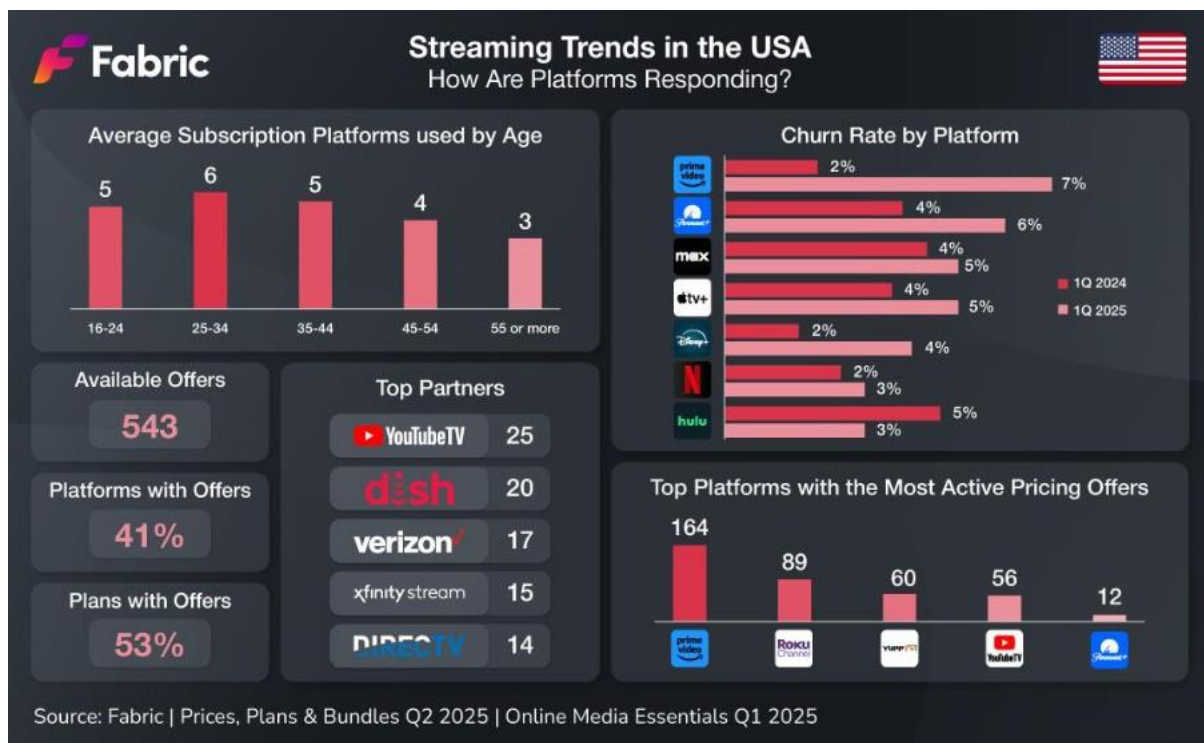 Fabric
Streaming Trends in the USA
How Are Platforms Responding?
Average Subscription Platforms used by Age
5
6
5
4
3
16-24
25-34
35-44
45-54
55 or more
Available Offers
543
Platforms with Offers
41%
Plans with Offers
53%
Top Partners
YouTubeTV 25
dish 20
verizon 17
xfinity stream 15
DIRECTV 14
Churn Rate by Platform
prime video
2%
7%
Paramount+
4%
6%
max
4%
5%
tv+
4%
5%
Disney+
2%
4%
N
2%
3%
hulu
5%
3%
1Q 2024
1Q 2025
Top Platforms with the Most Active Pricing Offers
164
89
60
56
12
prime video
Roku Channel
YUPPTV
YouTubeTV
Paramount+
Source: Fabric | Prices, Plans & Bundles Q2 2025 | Online Media Essentials Q1 2025